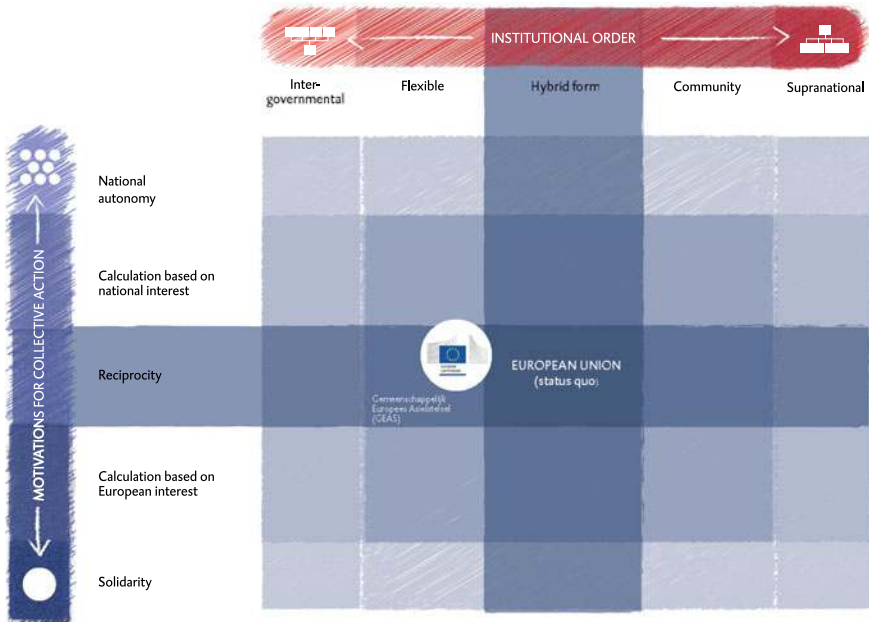 INSTITUTIONAL ORDER
Inter-
governmental
Flexible
Hybrid form
Community
Supranational
MOTIVATIONS FOR COLLECTIVE ACTION
National
autonomy
Calculation based on
national interest
Reciprocity
EUROPEAN UNION
(status quo)
Gemeenschappelijk
Europees Asielstelsel
(GEAS)
Calculation based on
European interest
Solidarity